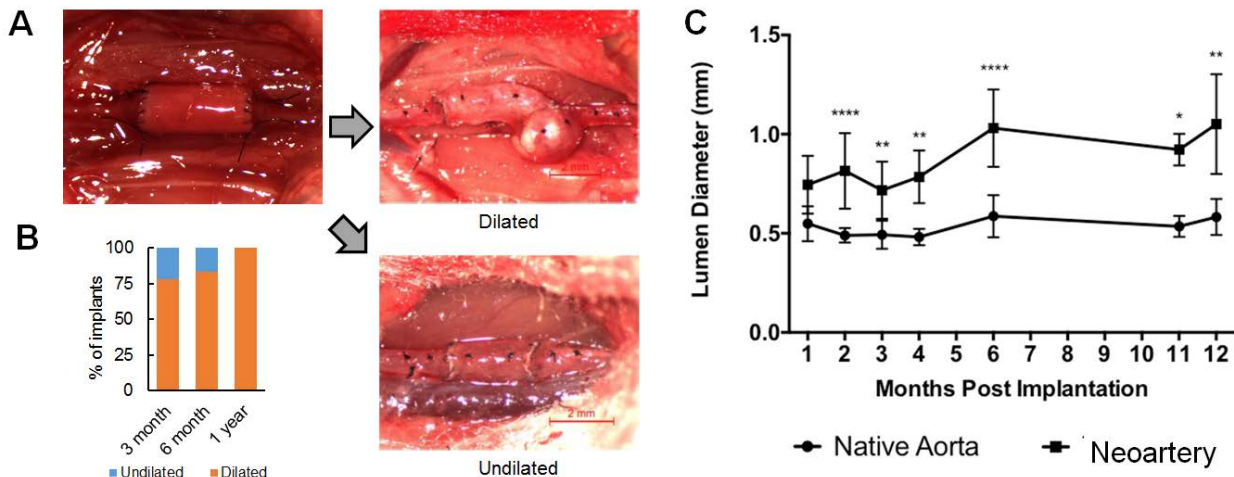 A
2 mm
Dilated
B
100
75
50
25
0
% of implants
3 month
6 month
1 year
Undilated Dilated
2 mm
Undilated
C
1.5
1.0
0.5
0.0
Lumen Diameter (mm)
**** ** ** **** * **
1 2 3 4 5 6 7 8 9 10 11 12
Months Post Implantation
Native Aorta Neoartery